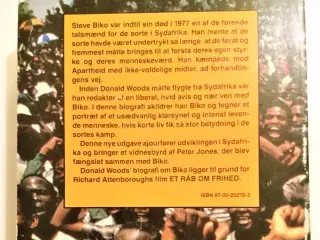 Steve Biko var indtil sin død i 1977 en af de førende
talsmænd for de sorte i Sydafrika. Han mente at de
sorte havde været undertrykt så længe, at de først og
fremmest måtte bringes til at forstå deres egen styr-
ke og deres menneskeværd. Han kæmpede mod
Apartheid med ikke-voldelige midler, ad forhandlin-
gens vej.
Inden Donald Woods måtte flygte fra Sydafrika var
han redaktør af en liberal, hvid avis og nær ven med
Biko. I denne biografi skildrer han Biko og tegner et
portræt af et usædvanlig klarsynet og intenst leven-
de menneske, hvis korte liv fik så stor betydning i de
sortes kamp.
Denne nye udgave ajourfører udviklingen i Sydafri-
ka og bringer et vidnesbyrd af Peter Jones, der blev
fængslet sammen med Biko.
Donald Woods' biografi om Biko ligger til grund for
Richard Attenboroughs film ET RÅB OM FRIHED.